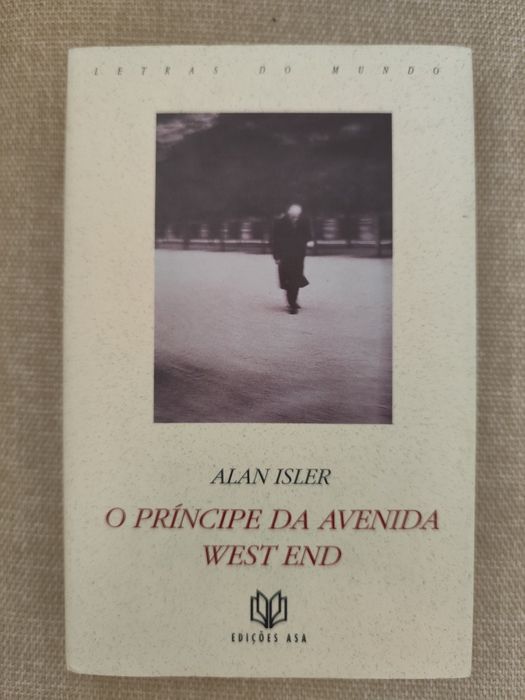 LETRAS DO MUNDO
ALAN ISLER
O PRÍNCIPE DA AVENIDA
WEST END
EDIÇÕES ASA